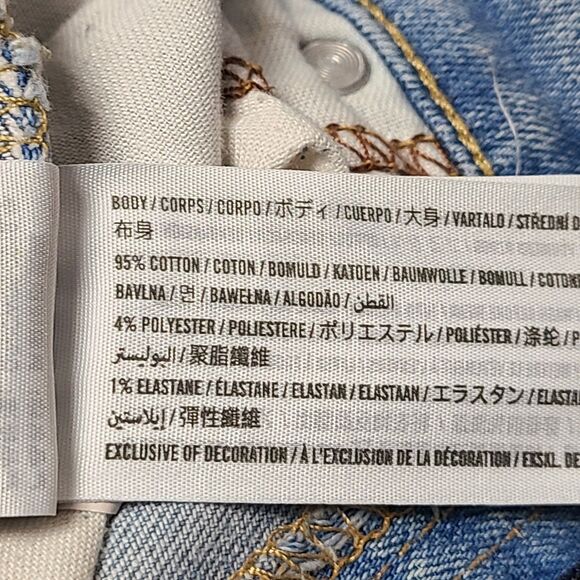 BODY / CORPS / CORPO / ボディ / CUERPO / 大身 / VARTALO / STŘEDNÍ
布身
95% COTTON / COTON / BOMULD / KATOEN / BAUMWOLLE / BOMULL /
BAVLNA / 면 / BAWEŁNA / ALGODÃO / القطن
4% POLYESTER / POLIESTERE / ポリエステル / POLIÉSTER / 涤纶 /
البوليستر / 聚脂纖維
1% ELASTANE / ÉLASTANE / ELASTAN / ELASTAAN / エラスタン /
إيلاستين / 彈性纖維
EXCLUSIVE OF DECORATION / À L'EXCLUSION DE LA DÉCORATION / EKSKL.